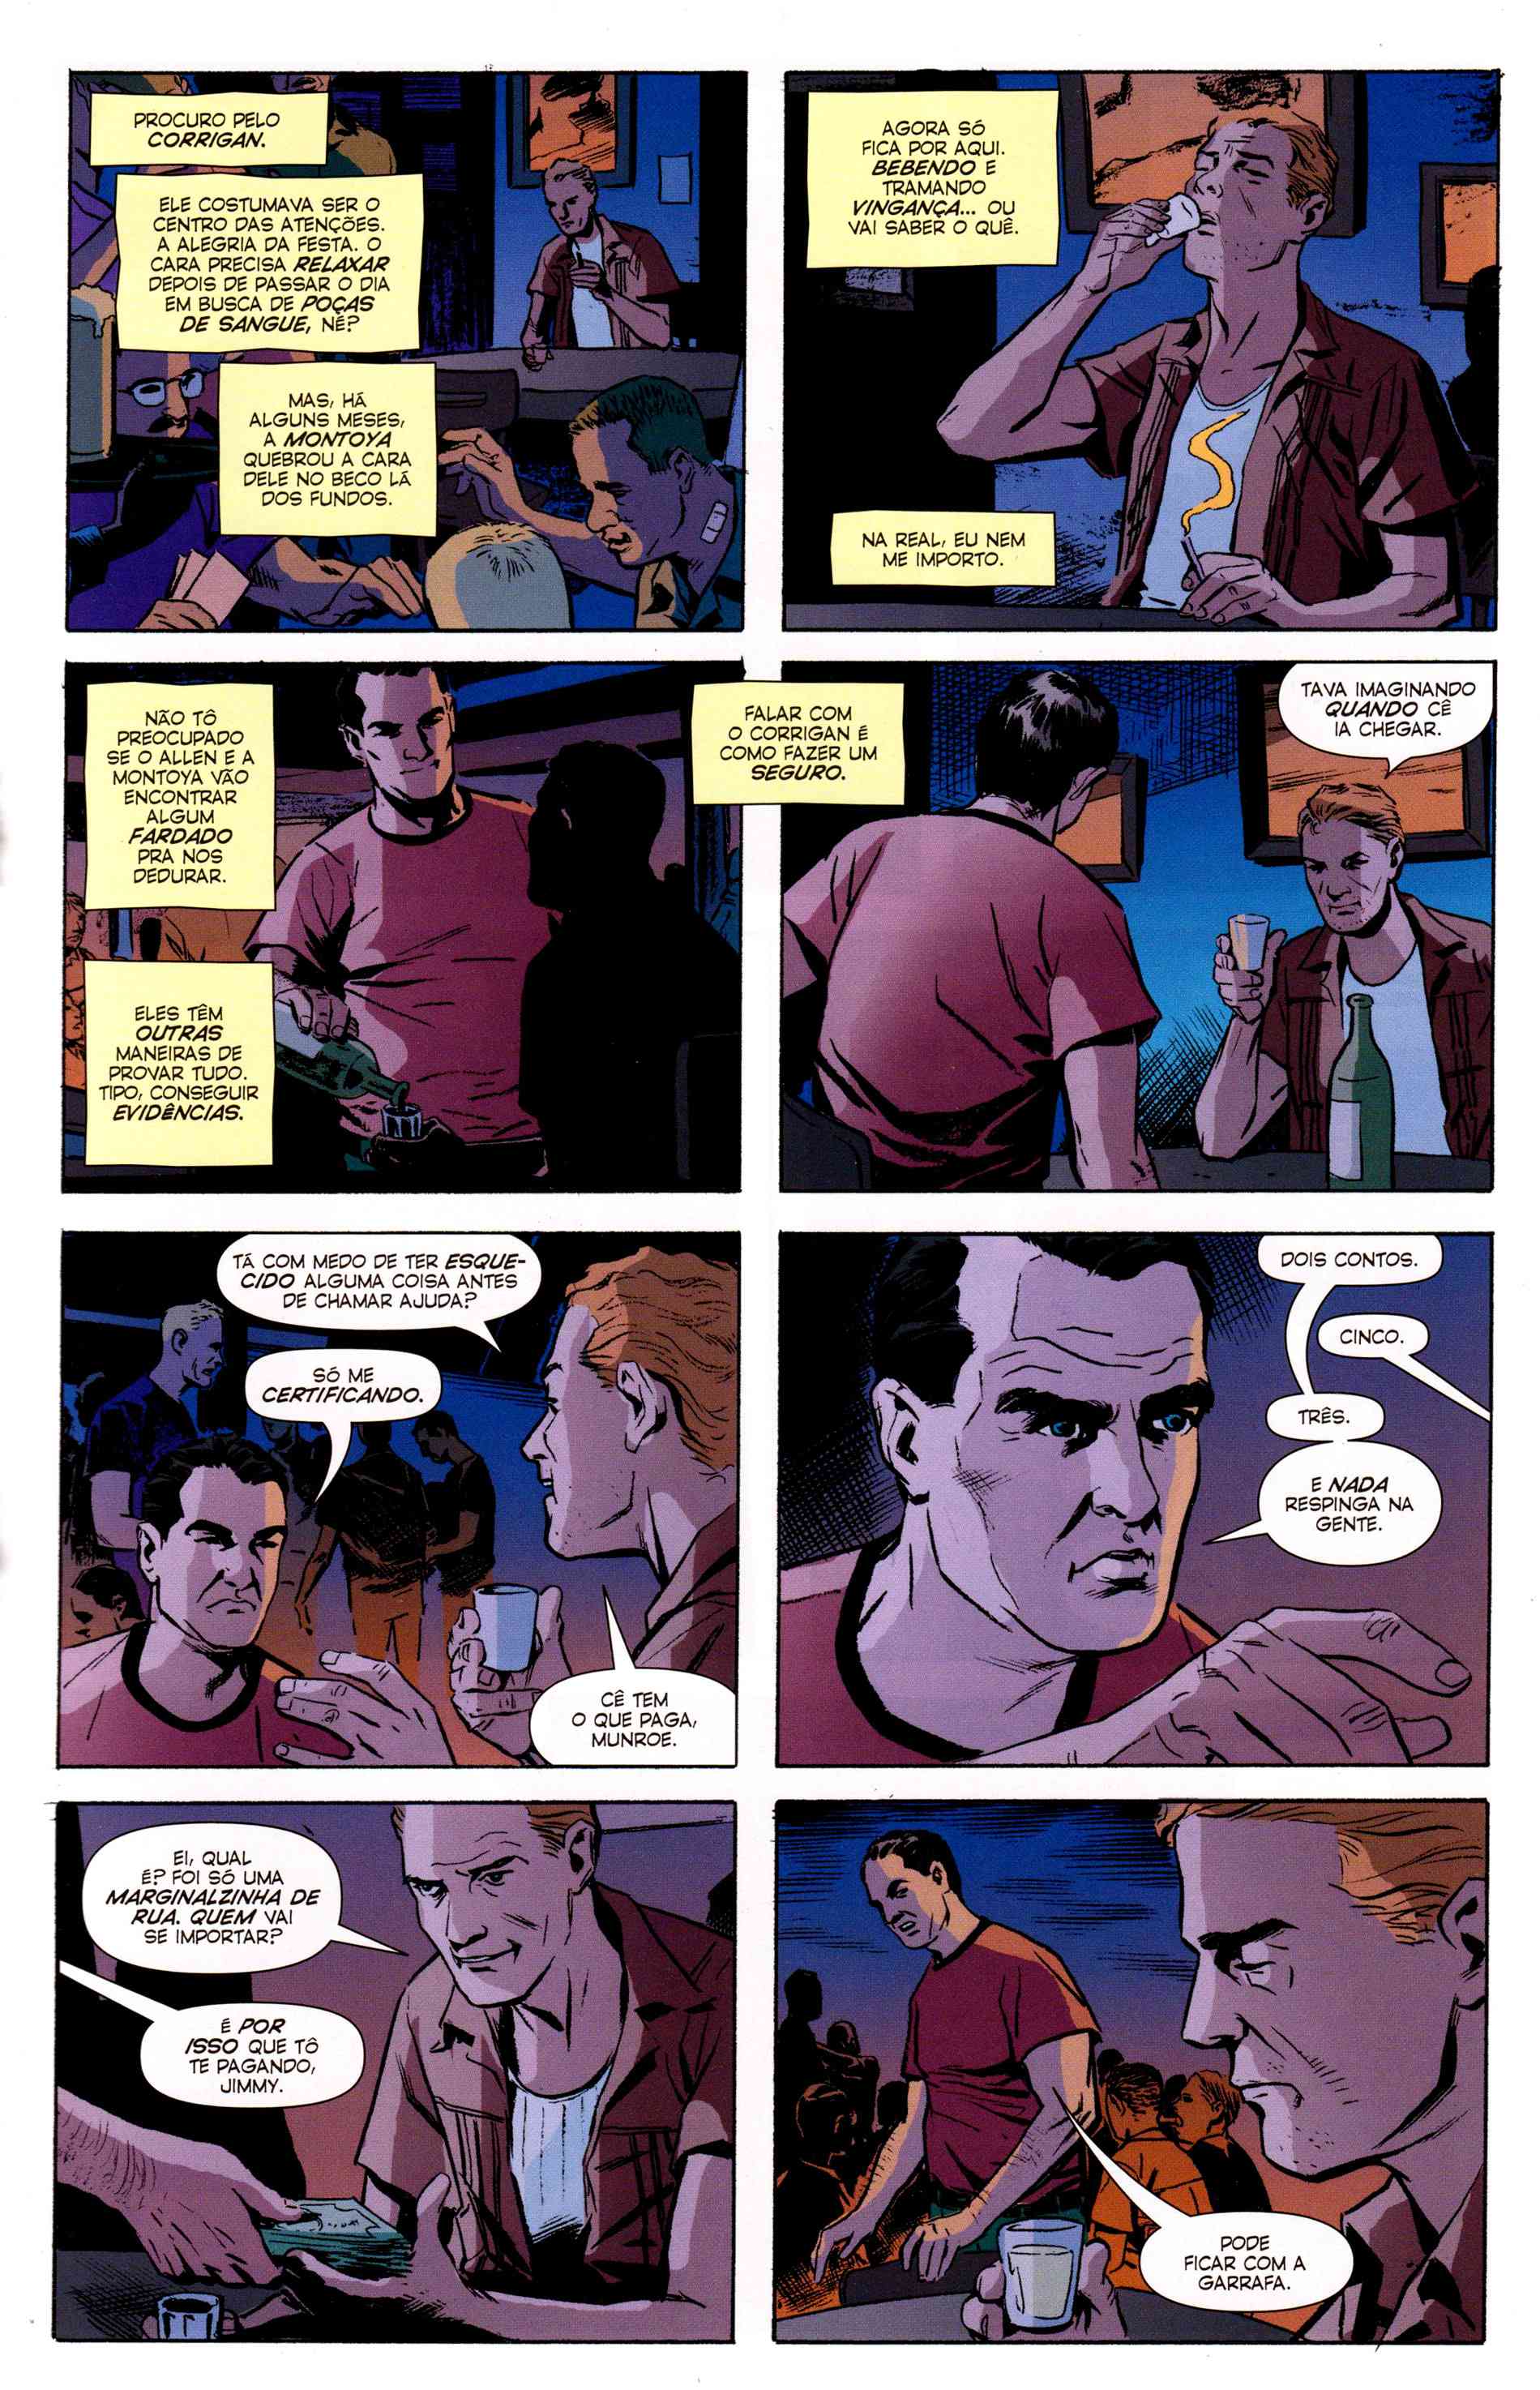 PROCURO PELO
CORRIGAN.
ELE COSTUMAVA SER O
CENTRO DAS ATENÇÕES.
A ALEGRIA DA FESTA. O
CARA PRECISA RELAXAR
DEPOIS DE PASSAR O DIA
EM BUSCA DE POÇAS
DE SANGUE, NÉ?
MAS, HÁ
ALGUNS MESES,
A MONTOYA
QUEBROU A CARA
DELE NO BECO LÁ
DOS FUNDOS.
AGORA SÓ
FICA POR AQUI.
BEBENDO E
TRAMANDO
VINGANÇA... OU
VAI SABER O QUÊ.
NA REAL, EU NEM
ME IMPORTO.
NÃO TÔ
PREOCUPADO
SE O ALLEN E A
MONTOYA VÃO
ENCONTRAR
ALGUM
FARDADO
PRA NOS
DEDURAR.
ELES TÊM
OUTRAS
MANEIRAS DE
PROVAR TUDO.
TIPO, CONSEGUIR
EVIDÊNCIAS.
FALAR COM
O CORRIGAN É
COMO FAZER UM
SEGURO.
TAVA IMAGINANDO
QUANDO CÊ
IA CHEGAR.
TÁ COM MEDO DE TER ESQUE-
CIDO ALGUMA COISA ANTES
DE CHAMAR AJUDA?
SÓ ME
CERTIFICANDO.
CÊ TEM
O QUE PAGA,
MUNROE.
DOIS CONTOS.
CINCO.
TRÊS.
E NADA
RESPINGA NA
GENTE.
EI, QUAL
É? FOI SÓ UMA
MARGINALZINHA DE
RUA. QUEM VAI
SE IMPORTAR?
É POR
ISSO QUE TÔ
TE PAGANDO,
JIMMY.
PODE
FICAR COM A
GARRAFA.